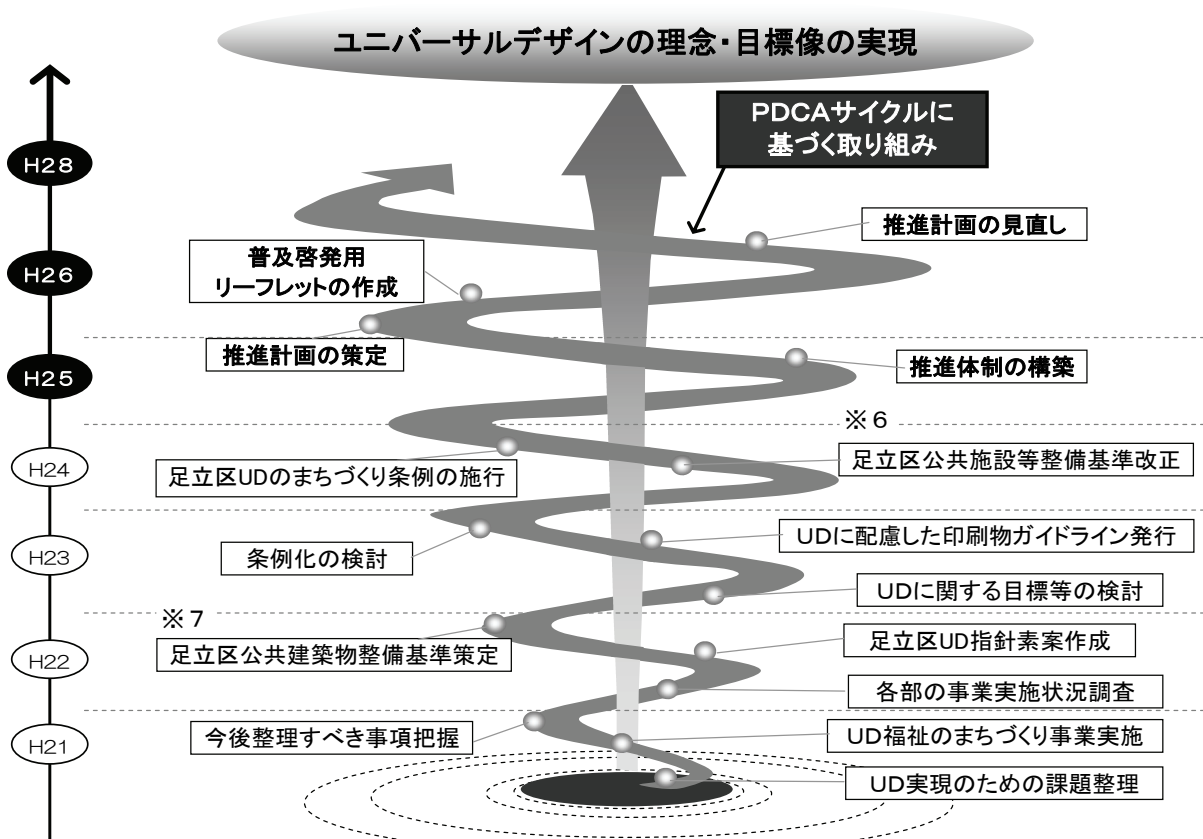 ユニバーサルデザインの理念・目標像の実現
PDCAサイクルに
基づく取り組み
H28
推進計画の見直し
普及啓発用
リーフレットの作成
H26
推進計画の策定
推進体制の構築
H25
※6
足立区UDのまちづくり条例の施行
足立区公共施設等整備基準改正
H24
UDに配慮した印刷物ガイドライン発行
条例化の検討
H23
UDに関する目標等の検討
※7
足立区公共建築物整備基準策定
足立区UD指針素案作成
H22
各部の事業実施状況調査
今後整理すべき事項把握
UD福祉のまちづくり事業実施
H21
UD実現のための課題整理